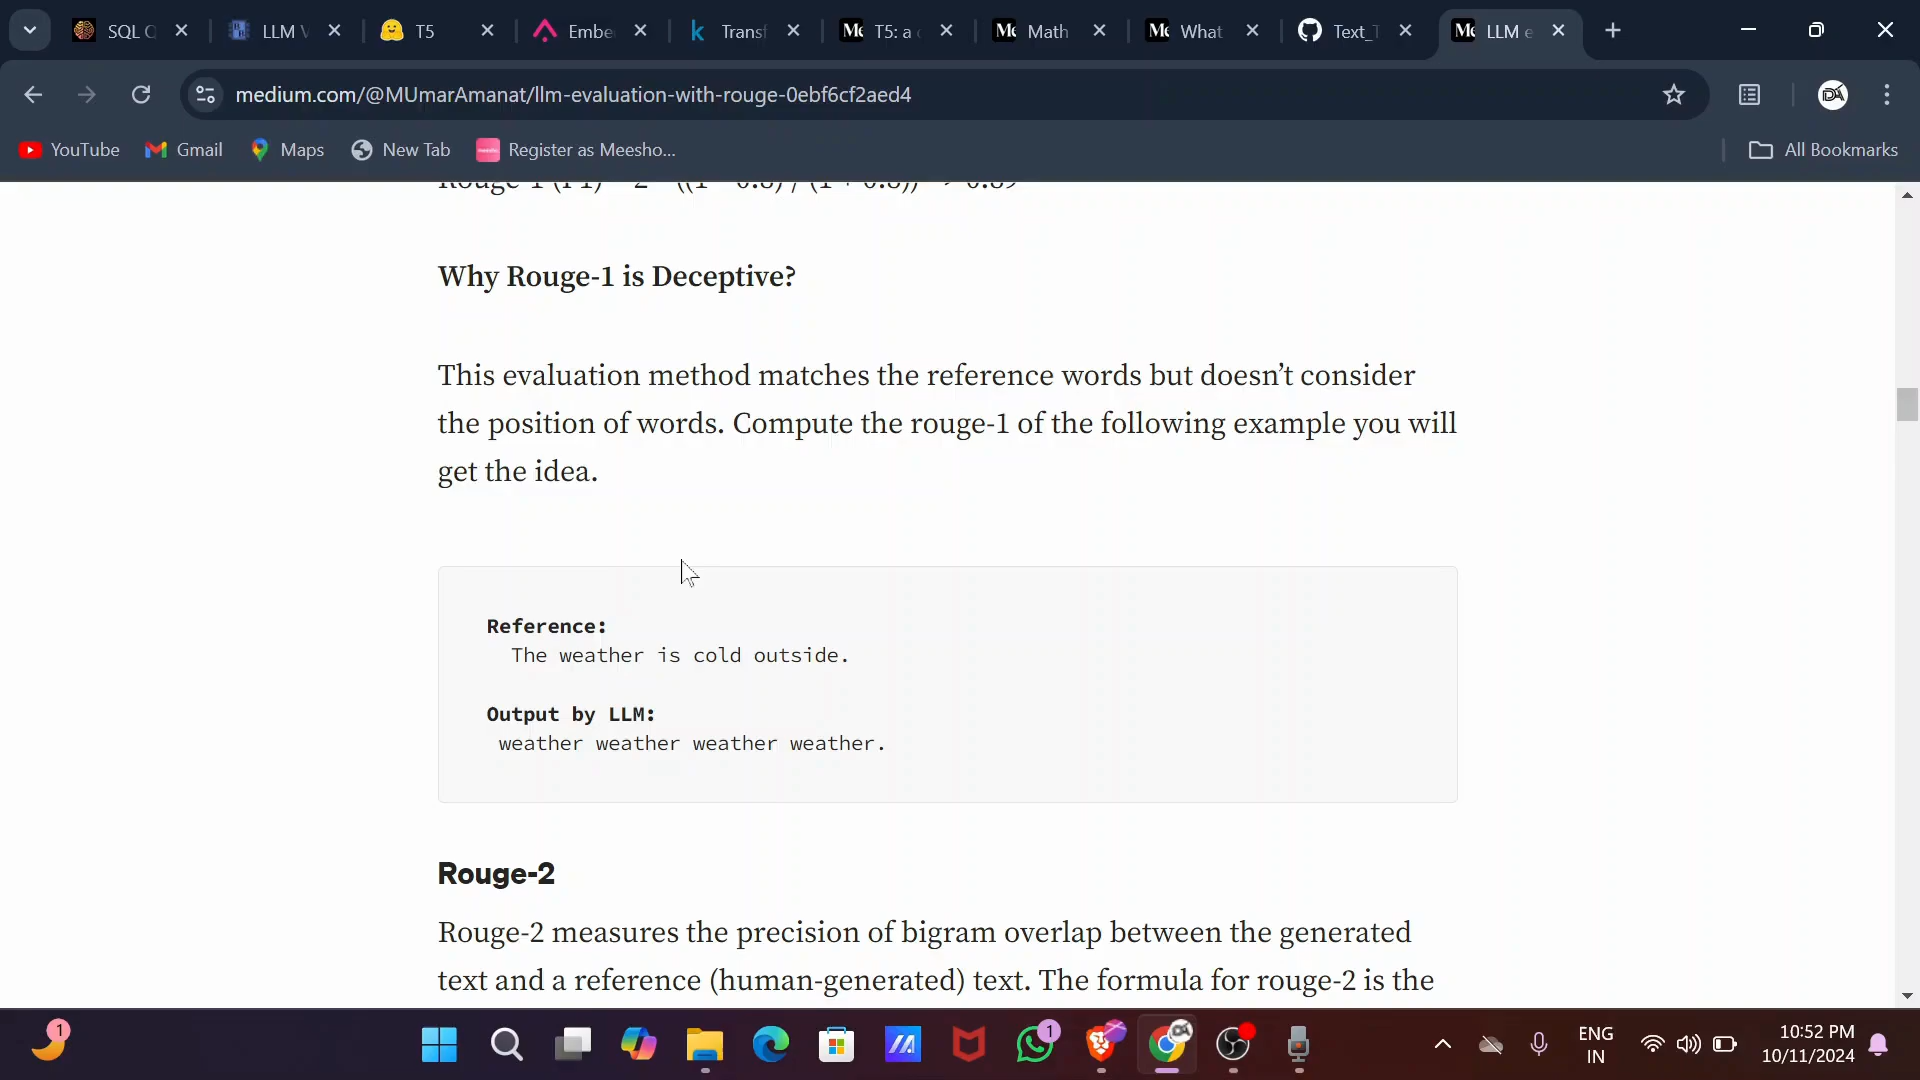 SQL Q
LLM V
T5
Embe
Transf
T5: a c
Math
What
Text_T
LLM e
medium.com/@MUmarAmanat/llm-evaluation-with-rouge-0ebf6cf2aed4
YouTube
Gmail
Maps
New Tab
Register as Meesho...
All Bookmarks
Why Rouge-1 is Deceptive?
This evaluation method matches the reference words but doesn’t consider
the position of words. Compute the rouge-1 of the following example you will
get the idea.
Reference:
The weather is cold outside.
Output by LLM:
weather weather weather weather.
Rouge-2
Rouge-2 measures the precision of bigram overlap between the generated
text and a reference (human-generated) text. The formula for rouge-2 is the
1
1
ENG
IN
10:52 PM
10/11/2024